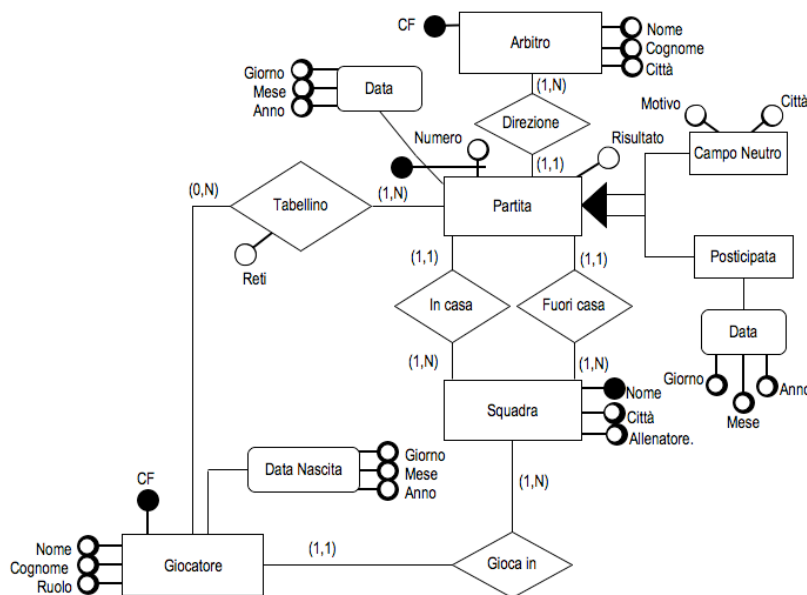 CF
Arbitro
Nome
Cognome
Città
Giorno
Mese
Anno
Data
(1,N)
Direzione
Numero
(1,1)
Risultato
Motivo
Città
Campo Neutro
(0,N)
Tabellino
(1,N)
Partita
Reti
Posticipata
(1,1)
(1,1)
In casa
Fuori casa
Data
(1,N)
(1,N)
Giorno
Mese
Anno
Squadra
Nome
Città
Allenatore.
Data Nascita
Giorno
Mese
Anno
(1,N)
CF
Nome
Cognome
Ruolo
Giocatore
(1,1)
Gioca in